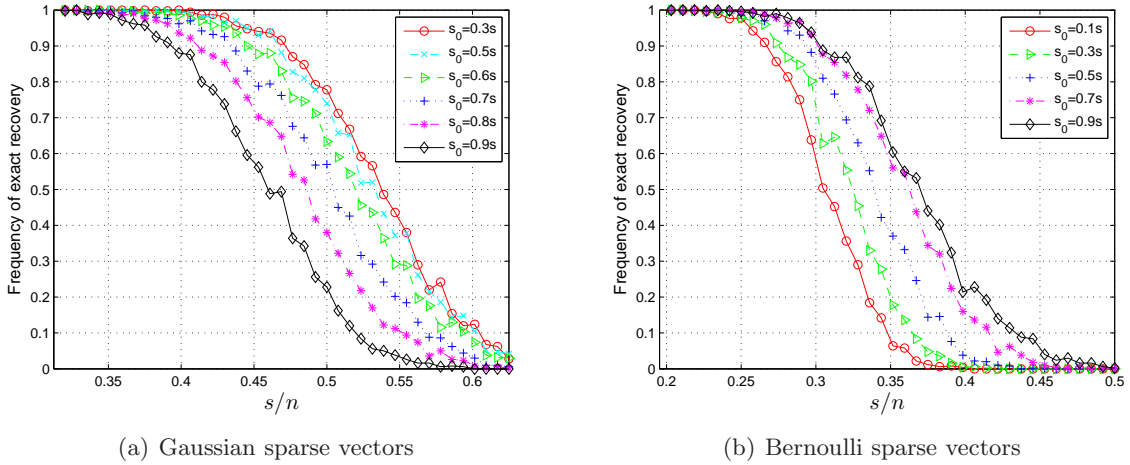 Frequency of exact recovery
1
0.9
0.8
0.7
0.6
0.5
0.4
0.3
0.2
0.1
0
0.35
0.4
0.45
0.5
0.55
0.6
s/n
s0=0.3s
s0=0.5s
s0=0.6s
s0=0.7s
s0=0.8s
s0=0.9s
(a) Gaussian sparse vectors
Frequency of exact recovery
1
0.9
0.8
0.7
0.6
0.5
0.4
0.3
0.2
0.1
0
0.2
0.25
0.3
0.35
0.4
0.45
0.5
s/n
s0=0.1s
s0=0.3s
s0=0.5s
s0=0.7s
s0=0.9s
(b) Bernoulli sparse vectors